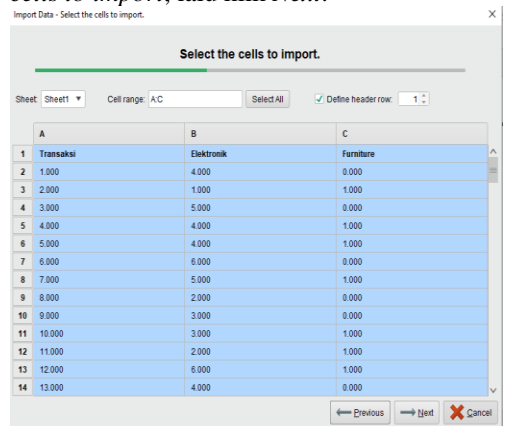 cells to import, lalu klik Next.
Import Data - Select the cells to import.
Select the cells to import.
Sheet: Sheet1 Cell range: A:C Select All Define header row: 1
A B C
1 Transaksi Elektronik Furniture
2 1.000 4.000 0.000
3 2.000 1.000 1.000
4 3.000 5.000 0.000
5 4.000 4.000 1.000
6 5.000 4.000 1.000
7 6.000 6.000 0.000
8 7.000 5.000 1.000
9 8.000 2.000 0.000
10 9.000 3.000 0.000
11 10.000 3.000 1.000
12 11.000 2.000 1.000
13 12.000 6.000 1.000
14 13.000 4.000 0.000
Previous Next Cancel